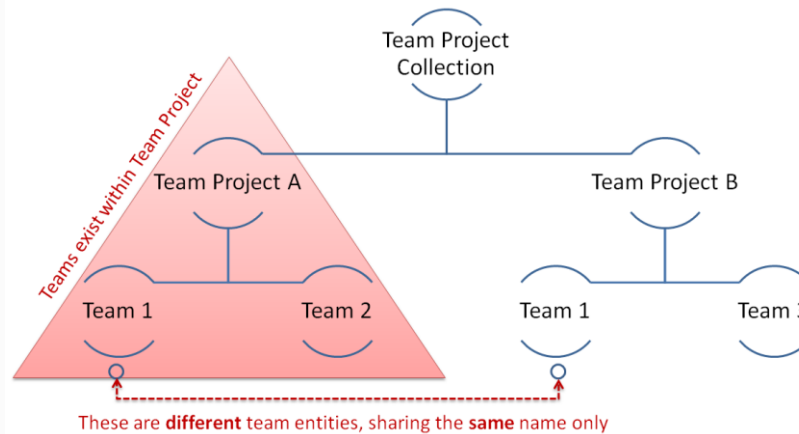 Team Project
Collection
Teams exist within Team Project
Team Project A
Team Project B
Team 1
Team 2
Team 1
Team
These are different team entities, sharing the same name only